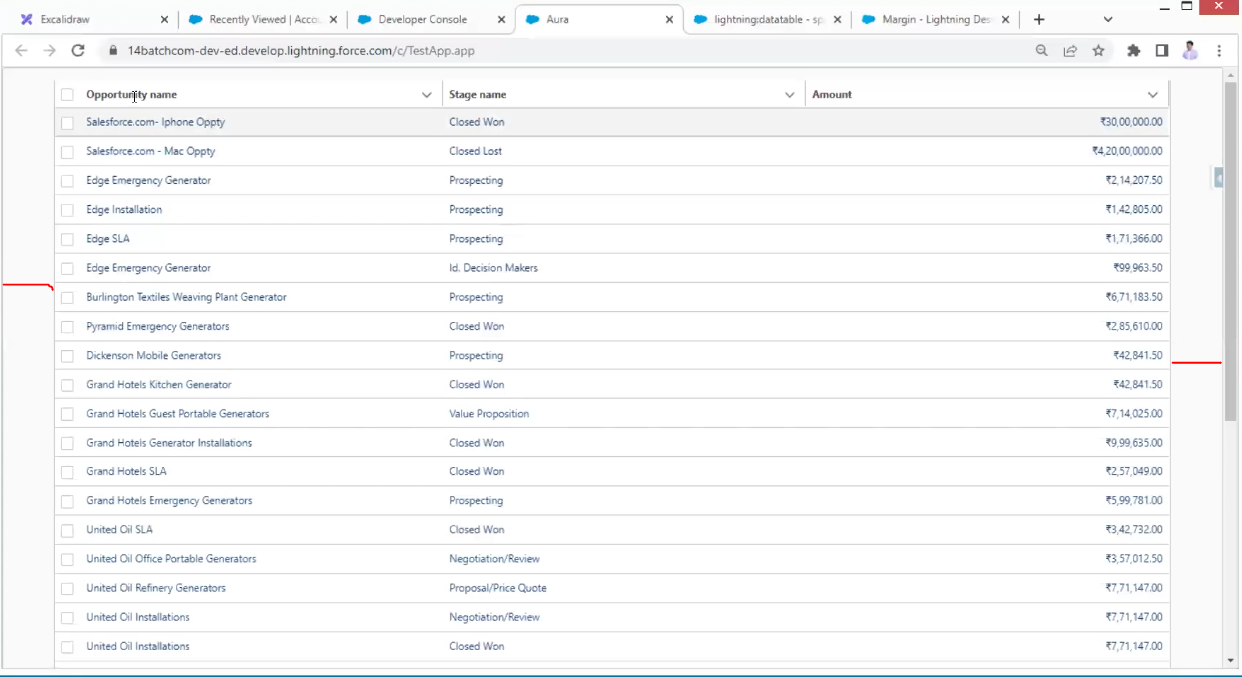 Excalidraw
Recently Viewed | Accou
Developer Console
Aura
lightning:datatable - sp
Margin - Lightning Des
14batchcom-dev-ed.develop.lightning.force.com/c/TestApp.app
Opportunity name Stage name Amount
Salesforce.com- Iphone Oppty Closed Won ₹30,00,000.00
Salesforce.com - Mac Oppty Closed Lost ₹4,20,00,000.00
Edge Emergency Generator Prospecting ₹2,14,207.50
Edge Installation Prospecting ₹1,42,805.00
Edge SLA Prospecting ₹1,71,366.00
Edge Emergency Generator Id. Decision Makers ₹99,963.50
Burlington Textiles Weaving Plant Generator Prospecting ₹6,71,183.50
Pyramid Emergency Generators Closed Won ₹2,85,610.00
Dickenson Mobile Generators Prospecting ₹42,841.50
Grand Hotels Kitchen Generator Closed Won ₹42,841.50
Grand Hotels Guest Portable Generators Value Proposition ₹7,14,025.00
Grand Hotels Generator Installations Closed Won ₹9,99,635.00
Grand Hotels SLA Closed Won ₹2,57,049.00
Grand Hotels Emergency Generators Prospecting ₹5,99,781.00
United Oil SLA Closed Won ₹3,42,732.00
United Oil Office Portable Generators Negotiation/Review ₹3,57,012.50
United Oil Refinery Generators Proposal/Price Quote ₹7,71,147.00
United Oil Installations Negotiation/Review ₹7,71,147.00
United Oil Installations Closed Won ₹7,71,147.00